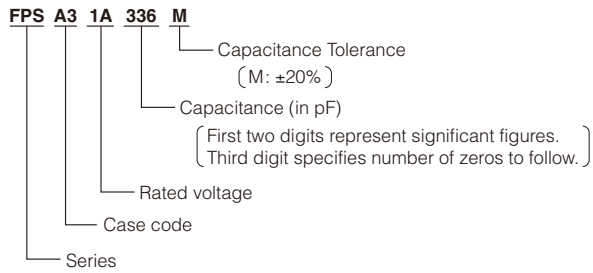 FPS A3 1A 336 M
Capacitance Tolerance
(M: ±20%)
Capacitance (in pF)
First two digits represent significant figures.
Third digit specifies number of zeros to follow.
Rated voltage
Case code
Series